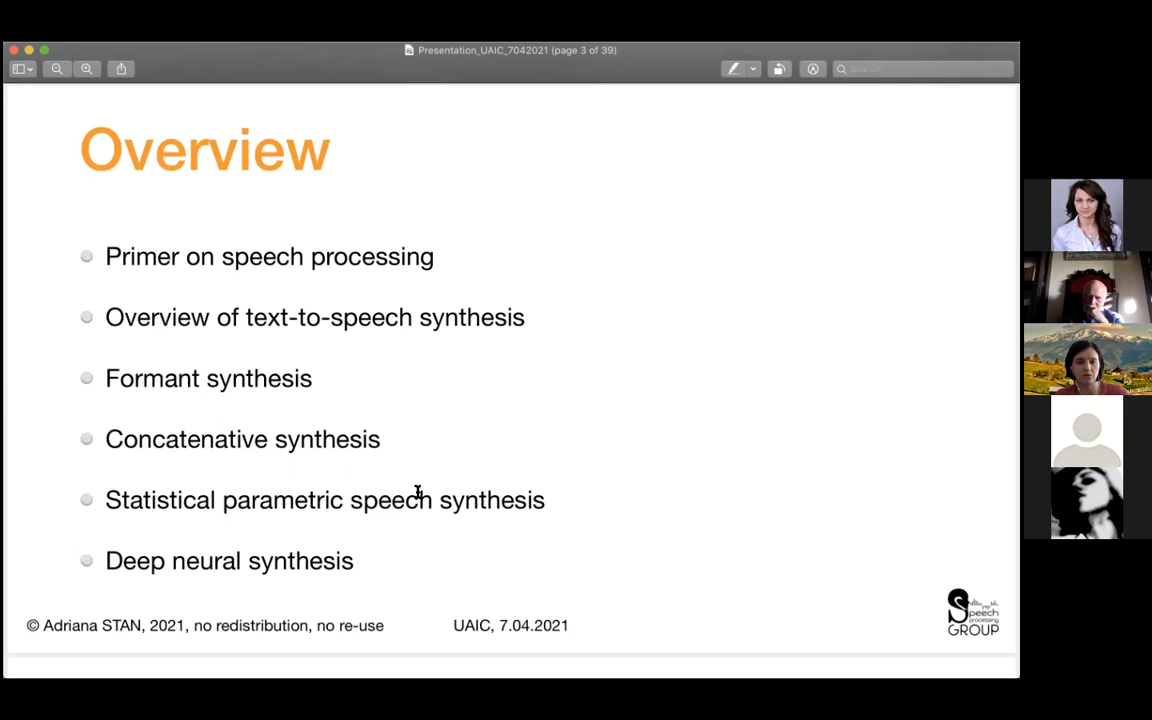 Presentation_UAIC_7042021 (page 3 of 39)
Search
Overview
Primer on speech processing
Overview of text-to-speech synthesis
Formant synthesis
Concatenative synthesis
Statistical parametric speech synthesis
Deep neural synthesis
© Adriana STAN, 2021, no redistribution, no re-use
UAIC, 7.04.2021
Speech
processing
GROUP